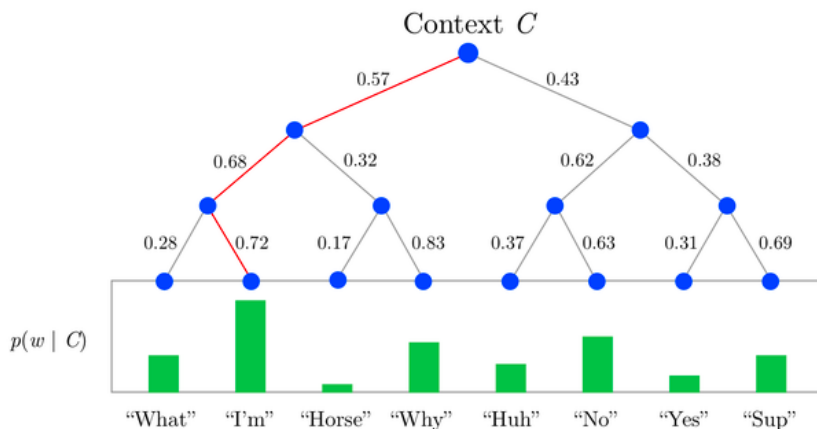 Context C
0.57 0.43
0.68 0.32 0.62 0.38
0.28 0.72 0.17 0.83 0.37 0.63 0.31 0.69
p(w | C)
“What” “I'm” “Horse” “Why” “Huh” “No” “Yes” “Sup”